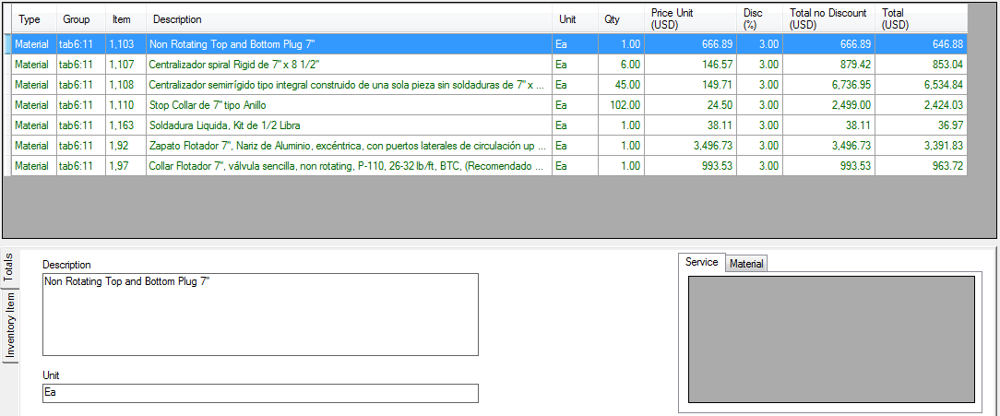 Type Group Item Description Unit Qty Price Unit (USD) Disc (%) Total no Discount (USD) Total (USD)
Material tab6:11 1,103 Non Rotating Top and Bottom Plug 7" Ea 1.00 666.89 3.00 666.89 646.88
Material tab6:11 1,107 Centralizador spiral Rigid de 7" x 8 1/2" Ea 6.00 146.57 3.00 879.42 853.04
Material tab6:11 1,108 Centralizador semirrígido tipo integral construido de una sola pieza sin soldaduras de 7" x ... Ea 45.00 149.71 3.00 6,736.95 6,534.84
Material tab6:11 1,110 Stop Collar de 7" tipo Anillo Ea 102.00 24.50 3.00 2,499.00 2,424.03
Material tab6:11 1,163 Soldadura Liquida, Kit de 1/2 Libra Ea 1.00 38.11 3.00 38.11 36.97
Material tab6:11 1,92 Zapato Flotador 7", Nariz de Aluminio, excéntrica, con puertos laterales de circulación up ... Ea 1.00 3,496.73 3.00 3,496.73 3,391.83
Material tab6:11 1,97 Collar Flotador 7", válvula sencilla, non rotating, P-110, 26-32 lb/ft, BTC, (Recomendado ... Ea 1.00 993.53 3.00 993.53 963.72
Totals
Inventory Item
Description
Non Rotating Top and Bottom Plug 7"
Unit
Ea
Service Material